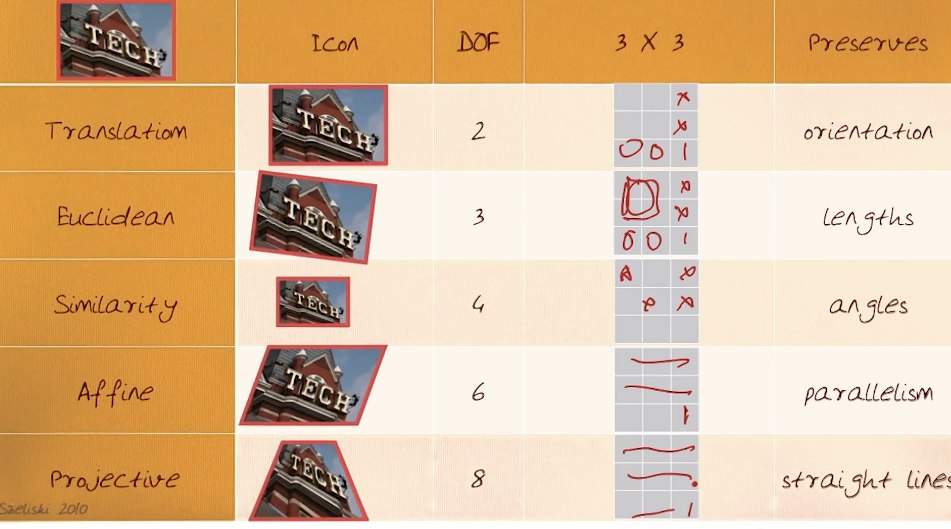 TECH Icon DOF 3 X 3 Preserves
Translation TECH 2 x orientation
x
0 0 1
Euclidean TECH 3 x lengths
x
0 0 1
Similarity TECH 4 x angles
x
Affine TECH 6 parallelism
1
Projective TECH 8 straight lines
1
Szeliski 2010